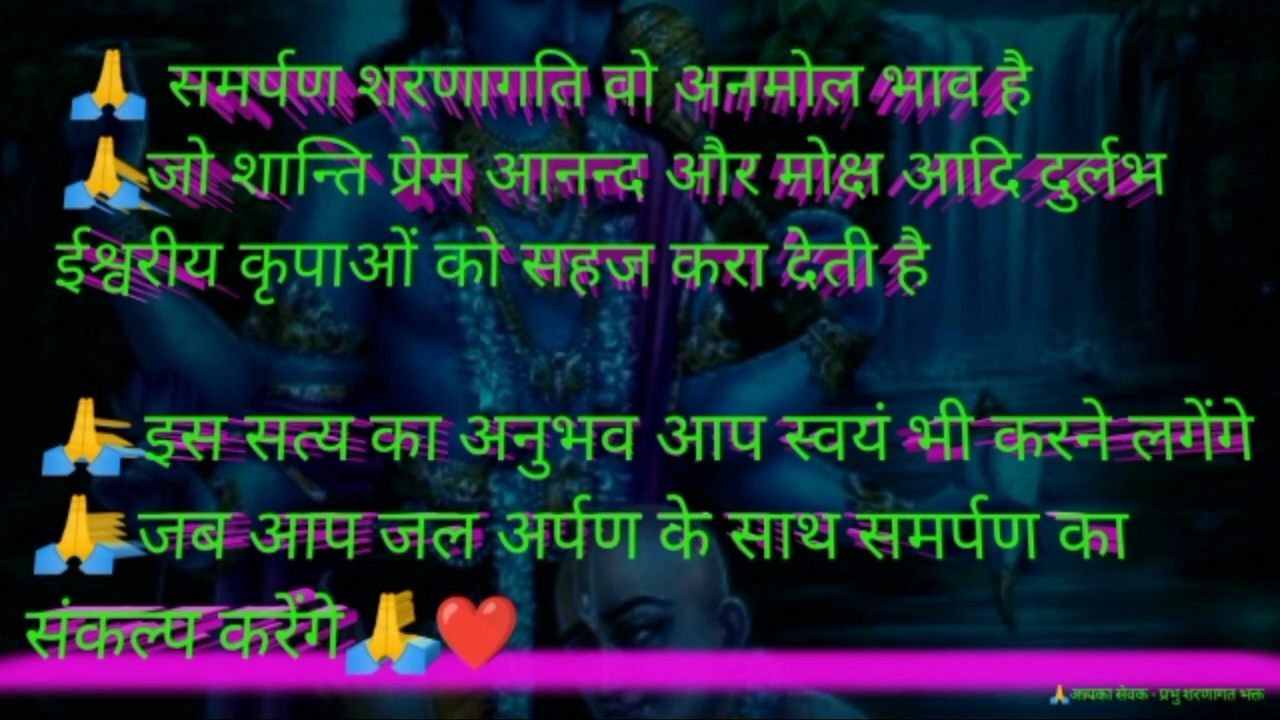 🙏 समर्पण शरणागति वो अनमोल भाव है
🙏जो शान्ति प्रेम आनन्द और मोक्ष आदि दुर्लभ
ईश्वरीय कृपाओं को सहज करा देती है
🙏इस सत्य का अनुभव आप स्वयं भी करने लगेंगे
🙏जब आप जल अर्पण के साथ समर्पण का
संकल्प करेंगे🙏❤️
🙏आपका सेवक - प्रभु शरणागत भक्त